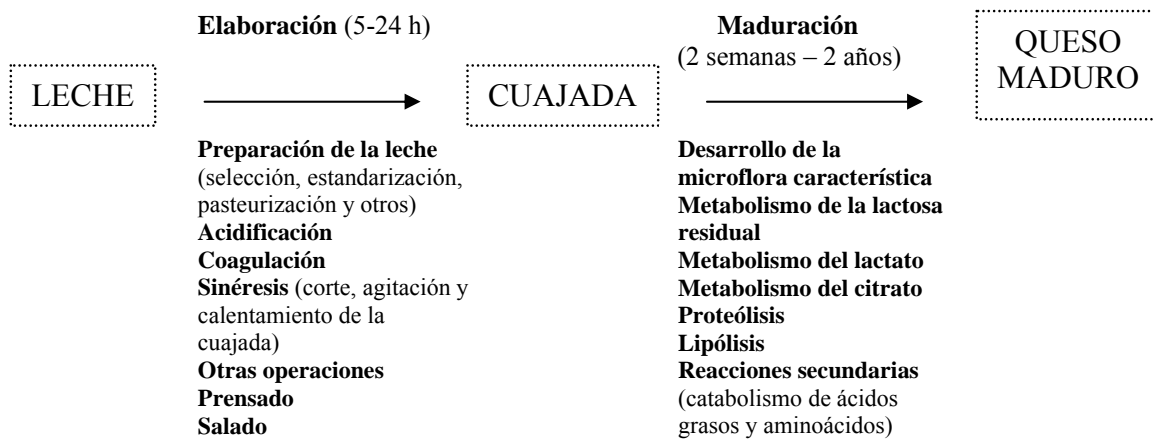 Elaboración (5-24 h)
Maduración
(2 semanas – 2 años)
QUESO
MADURO
LECHE
CUAJADA
Preparación de la leche
(selección, estandarización,
pasteurización y otros)
Acidificación
Coagulación
Sinéresis (corte, agitación y
calentamiento de la
cuajada)
Otras operaciones
Prensado
Salado
Desarrollo de la
microflora característica
Metabolismo de la lactosa
residual
Metabolismo del lactato
Metabolismo del citrato
Proteólisis
Lipólisis
Reacciones secundarias
(catabolismo de ácidos
grasos y aminoácidos)